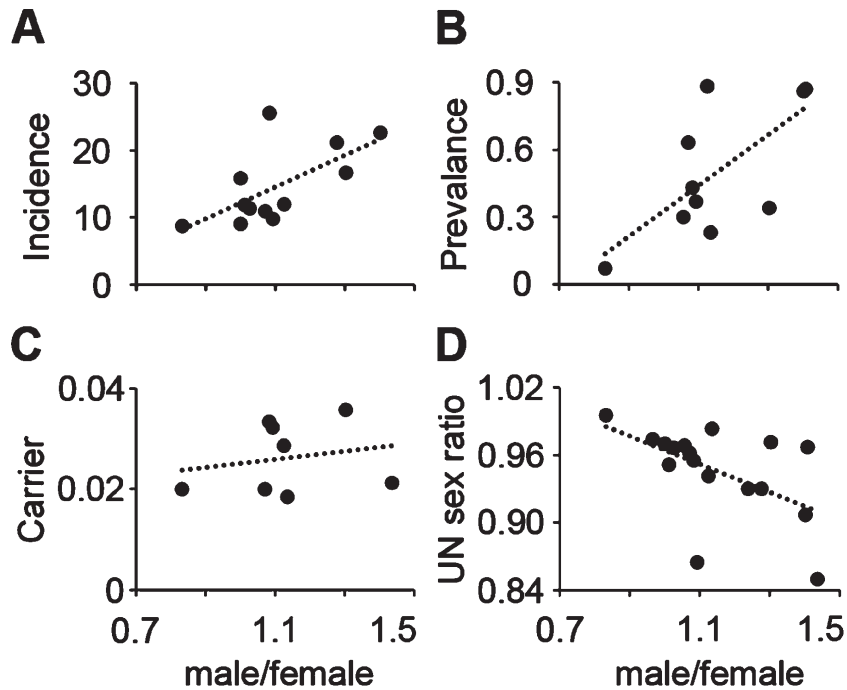 A
B
Incidence
30
20
10
0
Prevalance
0.9
0.6
0.3
0
C
D
Carrier
0.04
0.02
0
0.7
1.1
1.5
male/female
UN sex ratio
1.02
0.96
0.90
0.84
0.7
1.1
1.5
male/female